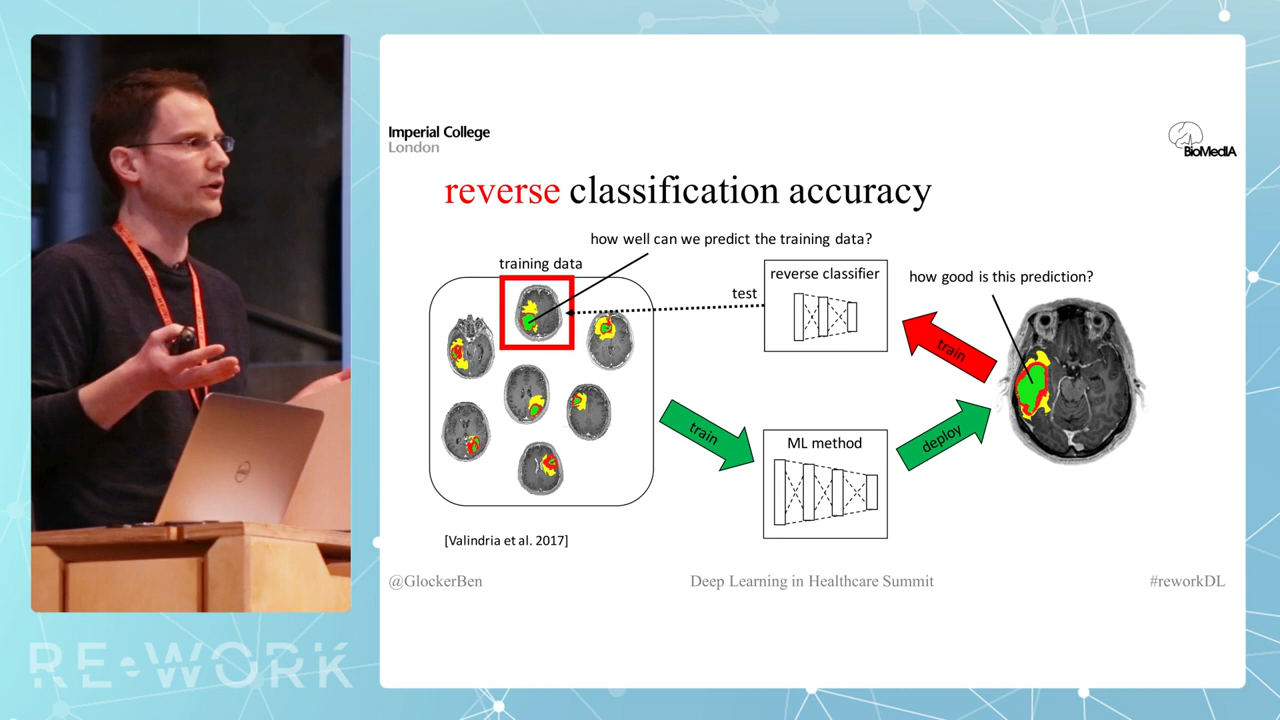 Imperial College
London
BioMedIA
reverse classification accuracy
how well can we predict the training data?
training data
reverse classifier
how good is this prediction?
test
train
train
ML method
deploy
[Valindria et al. 2017]
@GlockerBen
Deep Learning in Healthcare Summit
#reworkDL
RE•WORK